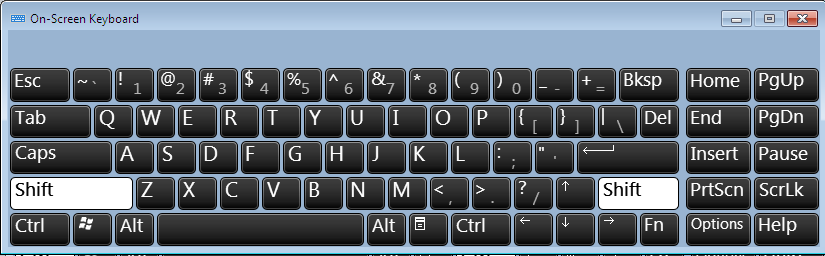 On-Screen Keyboard
Esc ~ ` ! 1 @ 2 # 3 $ 4 % 5 ^ 6 & 7 * 8 ( 9 ) 0 _ - + = Bksp Home PgUp
Tab Q W E R T Y U I O P { [ } ] | \ Del End PgDn
Caps A S D F G H J K L : ; " ' Insert Pause
Shift Z X C V B N M < , > . ? / ↑ Shift PrtScn ScrLk
Ctrl Alt Alt Ctrl ← ↓ → Fn Options Help